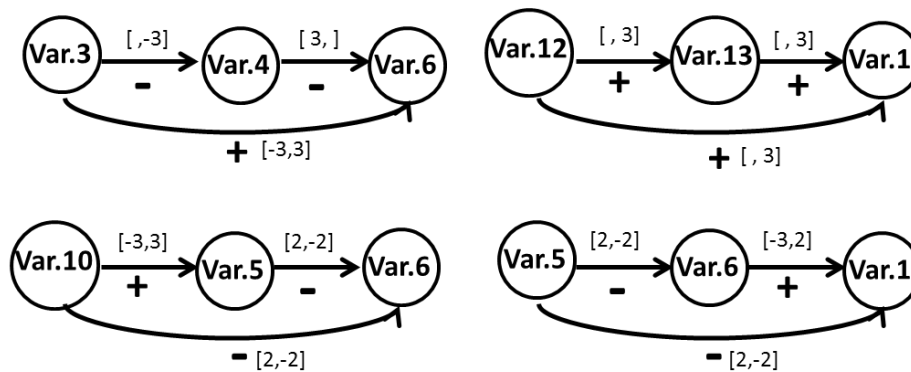 [ ,-3] [ 3, ]
Var.3 Var.4 Var.6
- -
+ [-3,3]
[ , 3] [ , 3]
Var.12 Var.13 Var.1
+ +
+ [ , 3]
[-3,3] [2,-2]
Var.10 Var.5 Var.6
+ -
- [2,-2]
[2,-2] [-3,2]
Var.5 Var.6 Var.1
- +
- [2,-2]